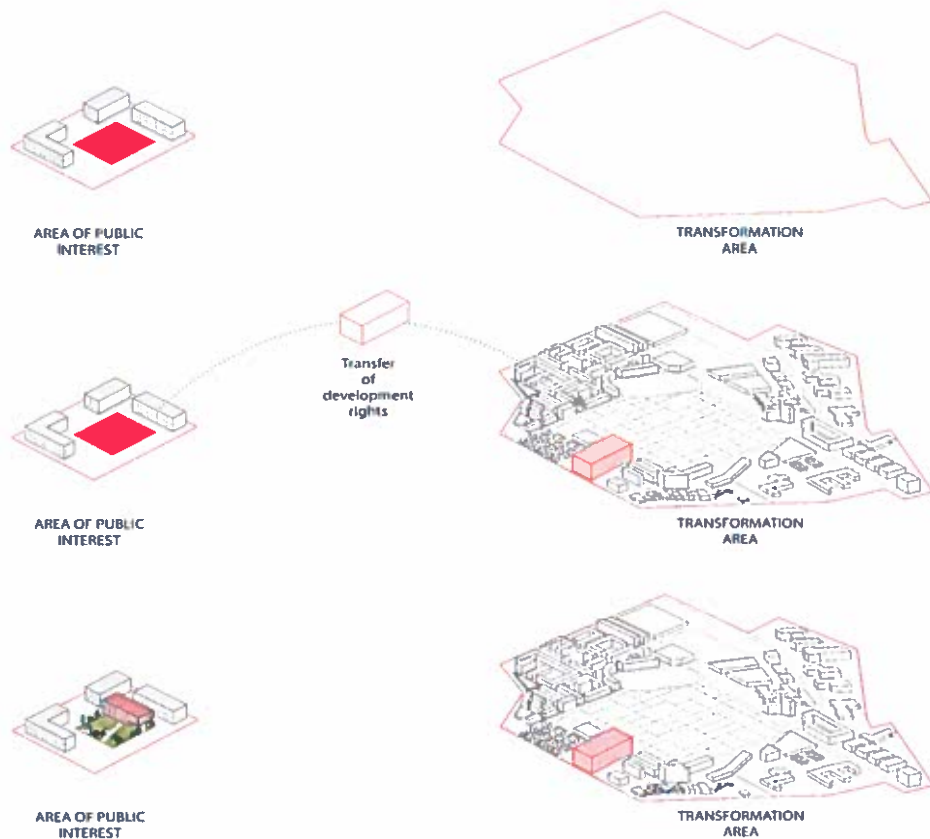 AREA OF PUBLIC
INTEREST
TRANSFORMATION
AREA
Transfer
of
development
rights
AREA OF PUBLIC
INTEREST
TRANSFORMATION
AREA
AREA OF PUBLIC
INTEREST
TRANSFORMATION
AREA